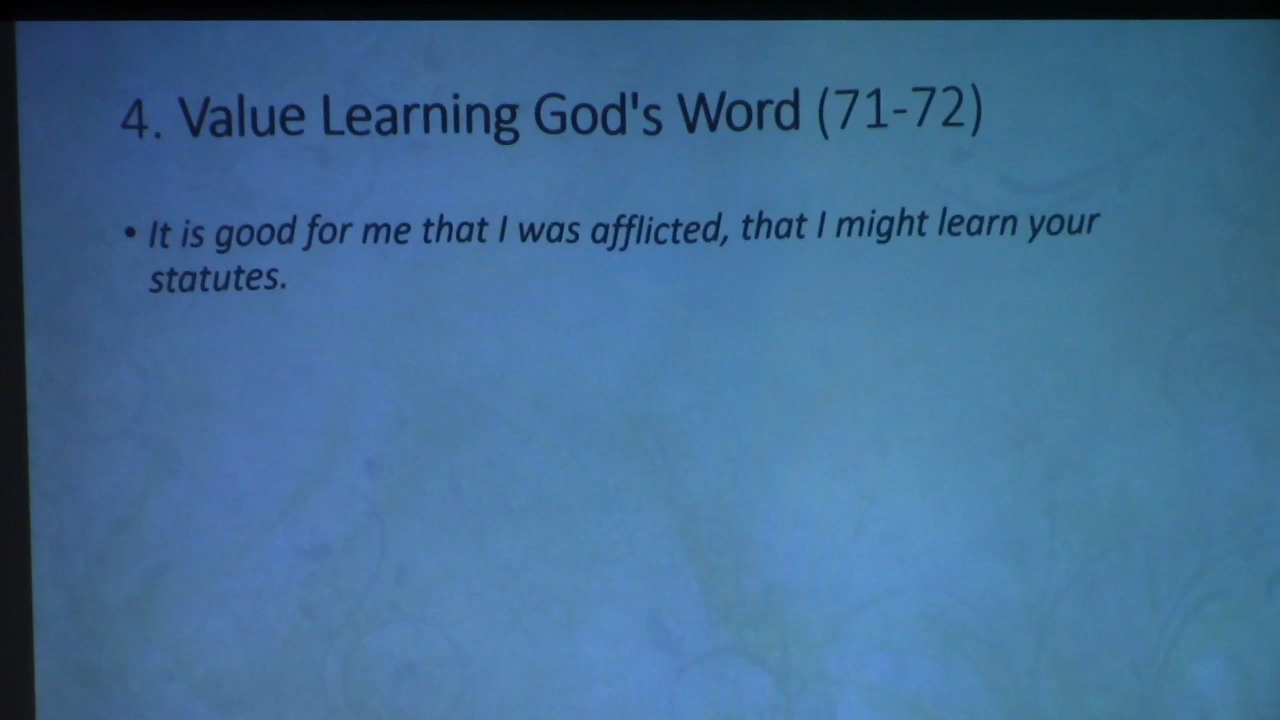 4. Value Learning God's Word (71-72)
• It is good for me that I was afflicted, that I might learn your
statutes.